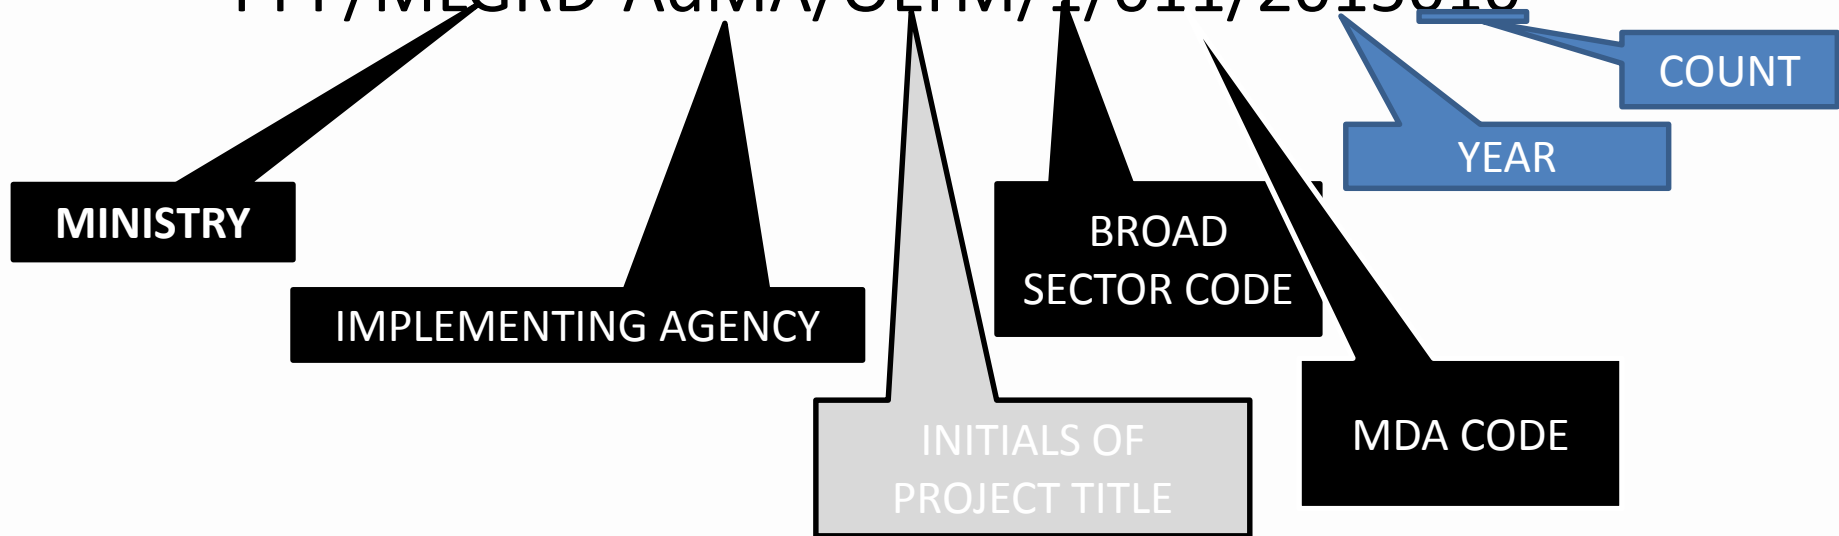 COUNT
YEAR
MINISTRY
BROAD
SECTOR CODE
IMPLEMENTING AGENCY
INITIALS OF
PROJECT TITLE
MDA CODE